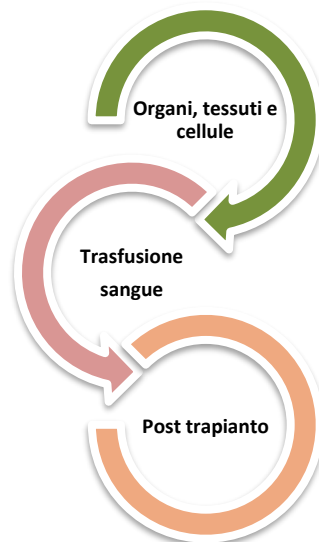 Organi, tessuti e
cellule
Trasfusione
sangue
Post trapianto